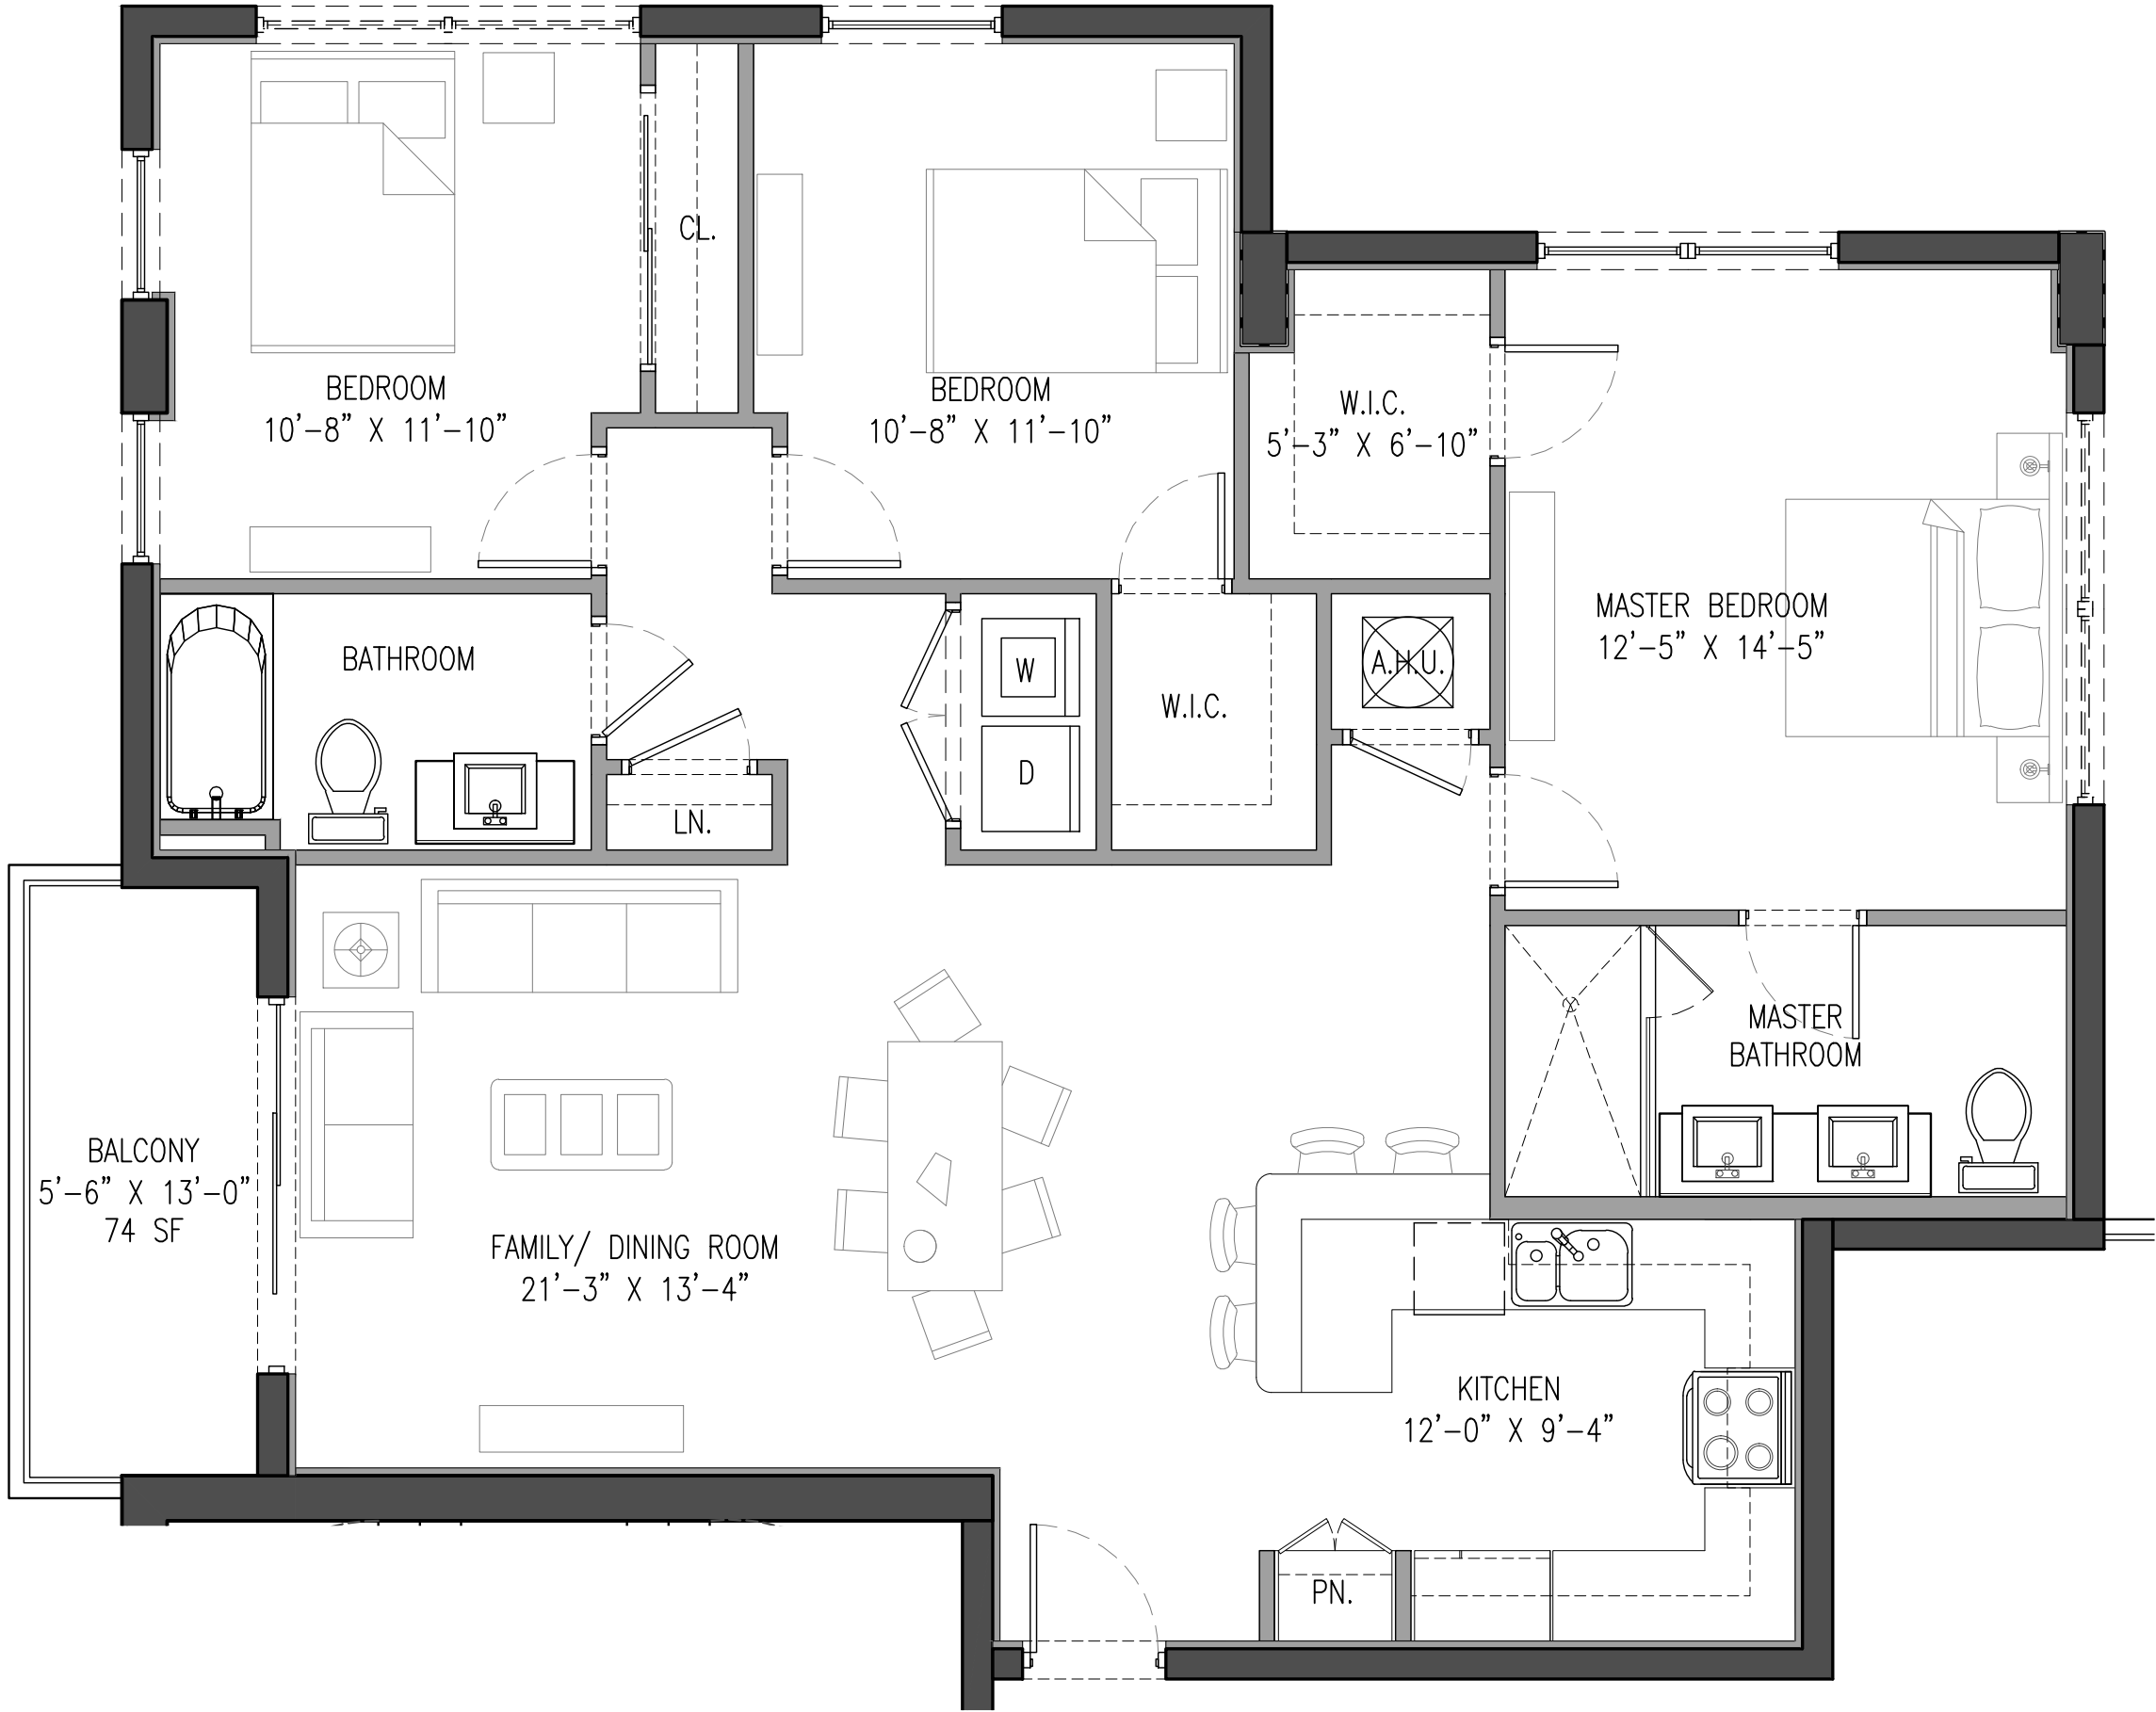 CL.
BEDROOM
10'-8" X 11'-10"
BEDROOM
10'-8" X 11'-10"
W.I.C.
5'-3" X 6'-10"
MASTER BEDROOM
12'-5" X 14'-5"
BATHROOM
W
A.H.U.
W.I.C.
D
LN.
MASTER
BATHROOM
BALCONY
5'-6" X 13'-0"
74 SF
FAMILY/ DINING ROOM
21'-3" X 13'-4"
KITCHEN
12'-0" X 9'-4"
PN.